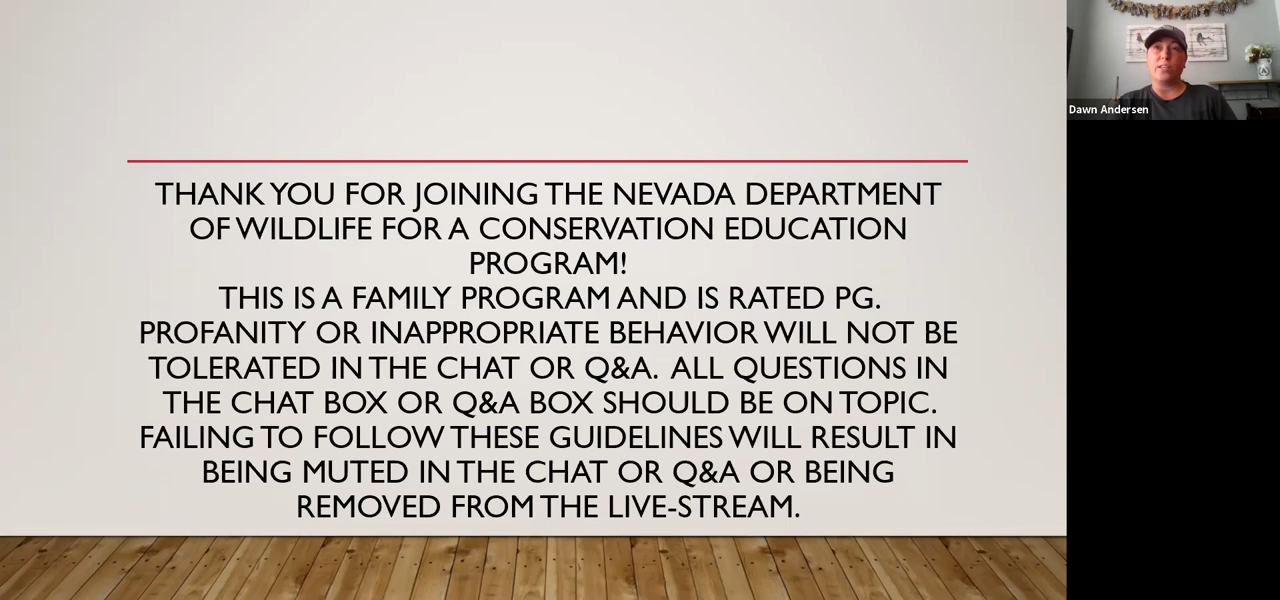 THANK YOU FOR JOINING THE NEVADA DEPARTMENT
OF WILDLIFE FOR A CONSERVATION EDUCATION
PROGRAM!
THIS IS A FAMILY PROGRAM AND IS RATED PG.
PROFANITY OR INAPPROPRIATE BEHAVIOR WILL NOT BE
TOLERATED IN THE CHAT OR Q&A. ALL QUESTIONS IN
THE CHAT BOX OR Q&A BOX SHOULD BE ON TOPIC.
FAILING TO FOLLOW THESE GUIDELINES WILL RESULT IN
BEING MUTED IN THE CHAT OR Q&A OR BEING
REMOVED FROM THE LIVE-STREAM.
Dawn Andersen